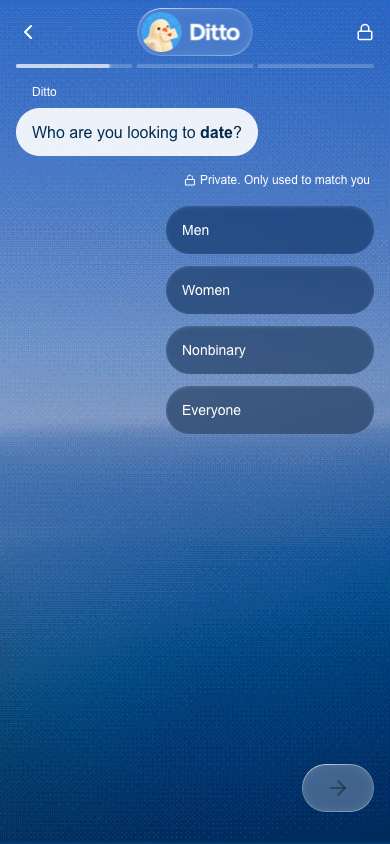 Ditto
Ditto
Who are you looking to date?
Private. Only used to match you
Men
Women
Nonbinary
Everyone